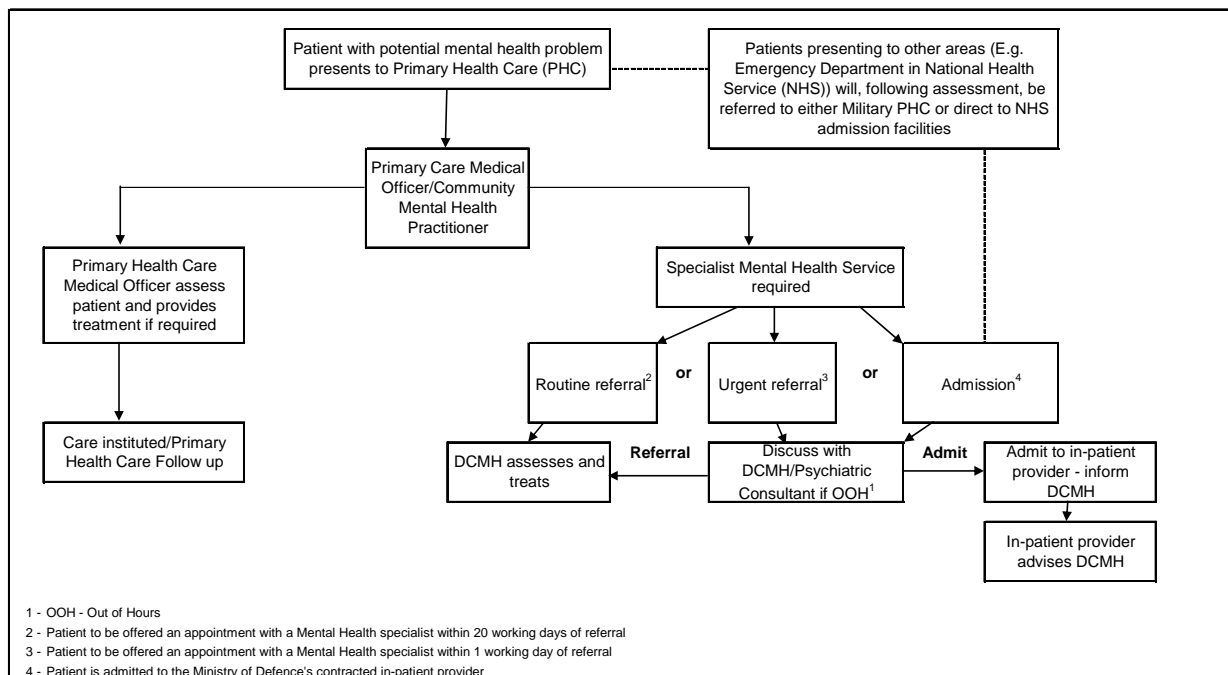 Patient with potential mental health problem
presents to Primary Health Care (PHC)
Patients presenting to other areas (E.g.
Emergency Department in National Health
Service (NHS)) will, following assessment, be
referred to either Military PHC or direct to NHS
admission facilities
Primary Care Medical
Officer/Community
Mental Health
Practitioner
Primary Health Care
Medical Officer assess
patient and provides
treatment if required
Specialist Mental Health Service
required
Routine referral2
or
Urgent referral3
or
Admission4
Care instituted/Primary
Health Care Follow up
DCMH assesses and
treats
Referral
Discuss with
DCMH/Psychiatric
Consultant if OOH1
Admit
Admit to in-patient
provider - inform
DCMH
In-patient provider
advises DCMH
1 - OOH - Out of Hours
2 - Patient to be offered an appointment with a Mental Health specialist within 20 working days of referral
3 - Patient to be offered an appointment with a Mental Health specialist within 1 working day of referral
4 - Patient is admitted to the Ministry of Defence's contracted in-patient provider